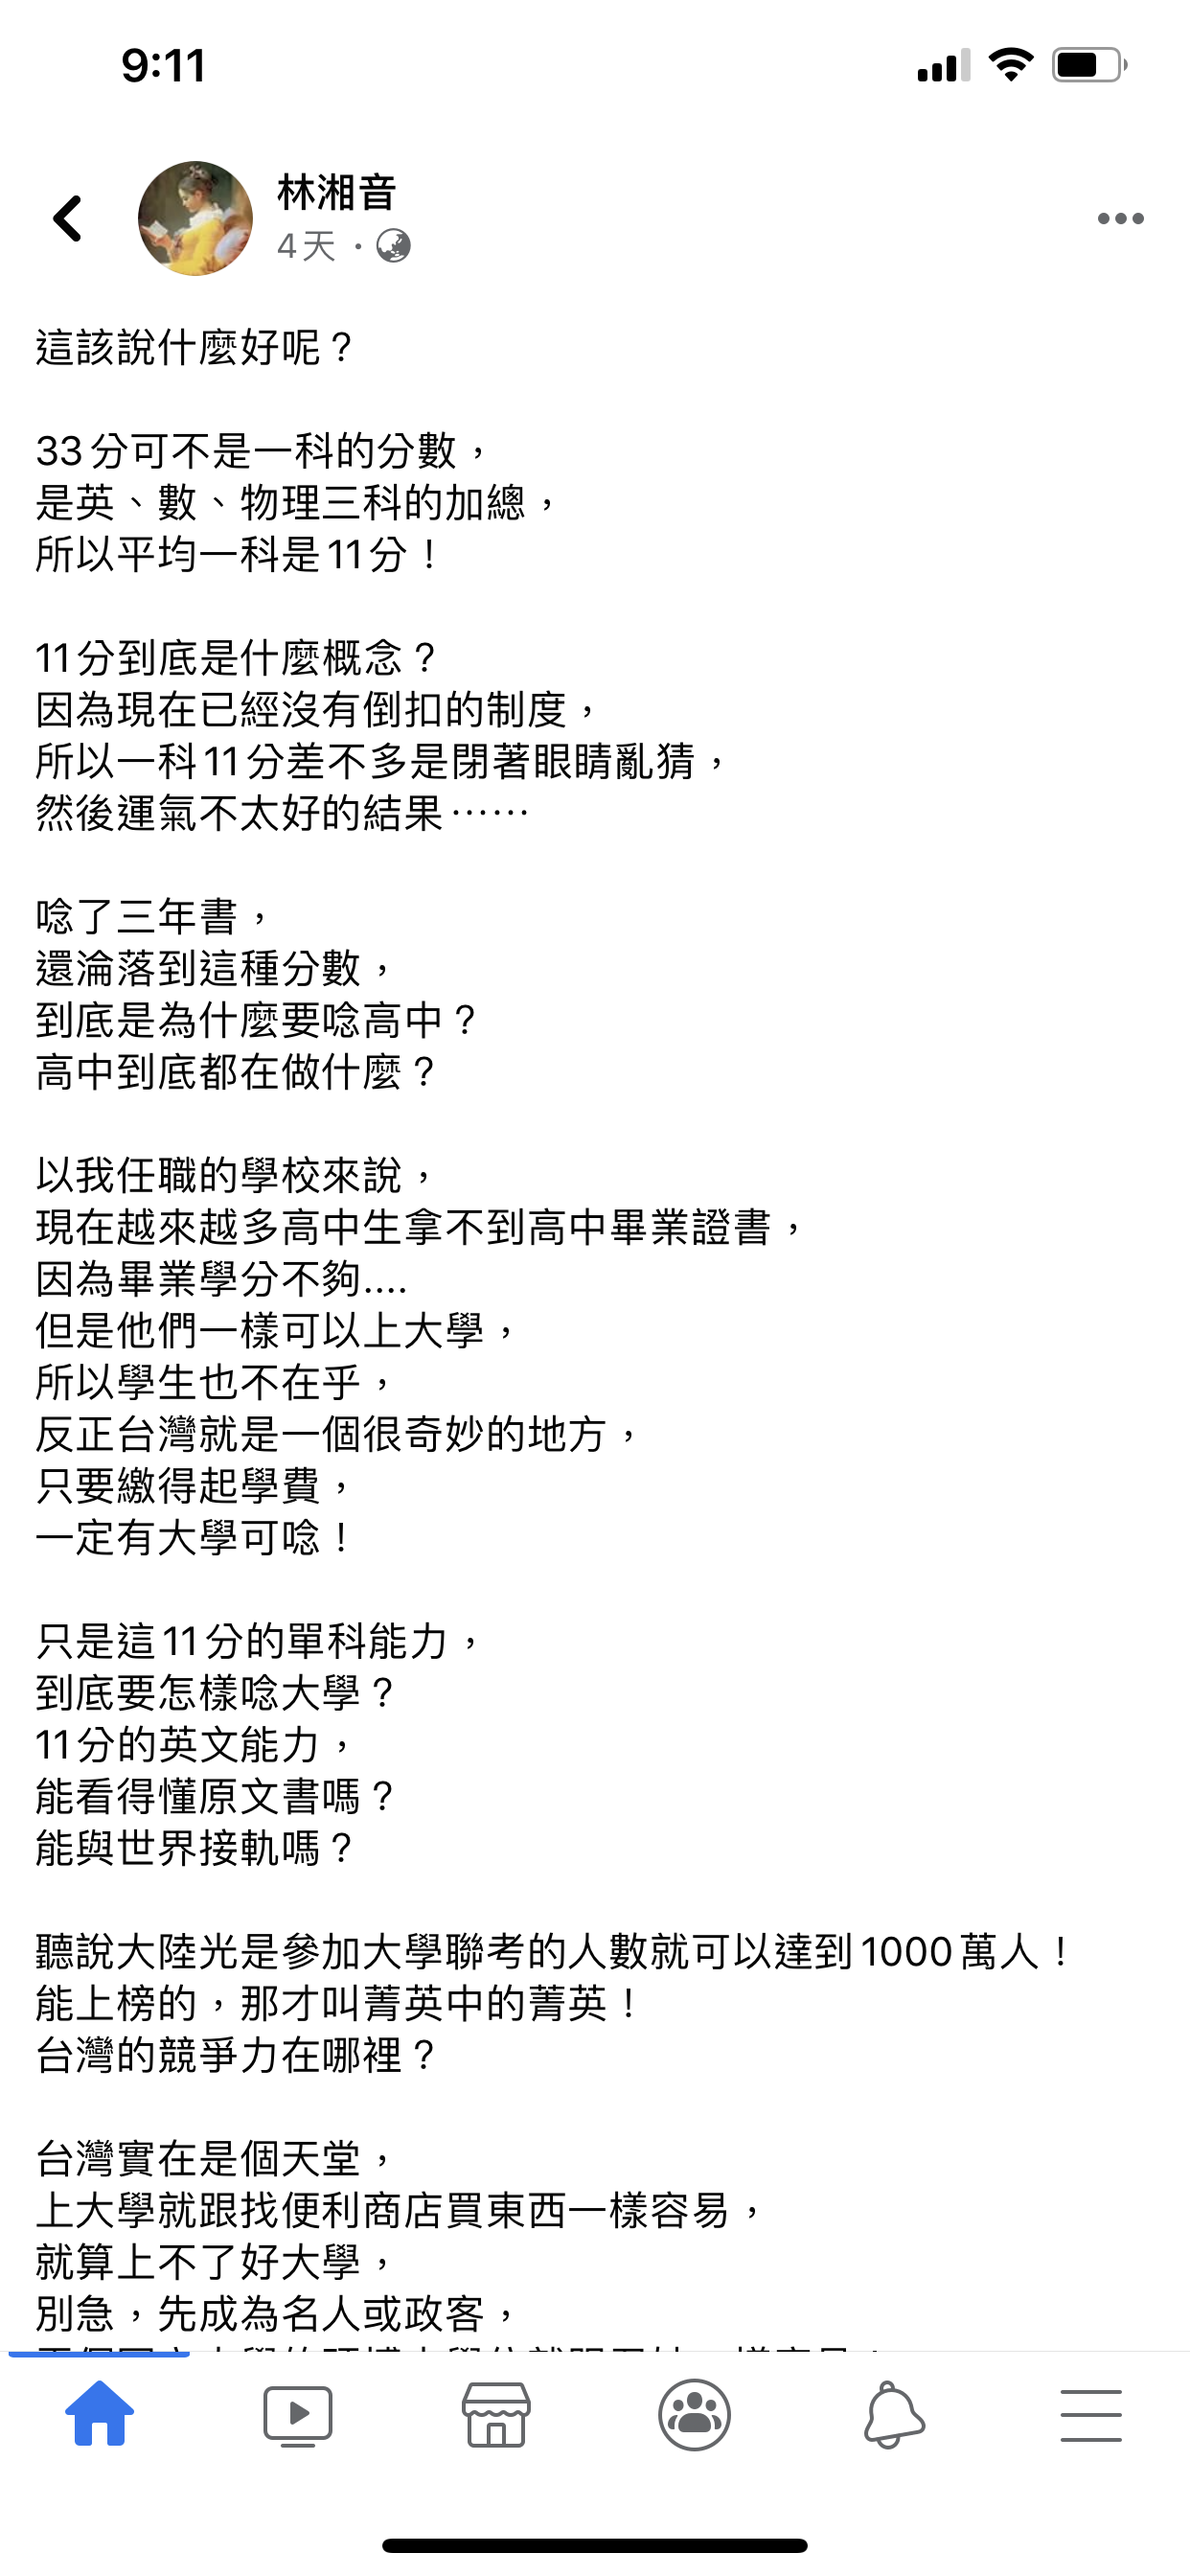 9:11
林湘音
4天 ·
這該說什麼好呢？
33分可不是一科的分數，
是英、數、物理三科的加總，
所以平均一科是11分！
11分到底是什麼概念？
因為現在已經沒有倒扣的制度，
所以一科11分差不多是閉著眼睛亂猜，
然後運氣不太好的結果⋯⋯
唸了三年書，
還淪落到這種分數，
到底是為什麼要唸高中？
高中到底都在做什麼？
以我任職的學校來說，
現在越來越多高中生拿不到高中畢業證書，
因為畢業學分不夠....
但是他們一樣可以上大學，
所以學生也不在乎，
反正台灣就是一個很奇妙的地方，
只要繳得起學費，
一定有大學可唸！
只是這11分的單科能力，
到底要怎樣唸大學？
11分的英文能力，
能看得懂原文書嗎？
能與世界接軌嗎？
聽說大陸光是參加大學聯考的人數就可以達到1000萬人！
能上榜的，那才叫菁英中的菁英！
台灣的競爭力在哪裡？
台灣實在是個天堂，
上大學就跟找便利商店買東西一樣容易，
就算上不了好大學，
別急，先成為名人或政客，